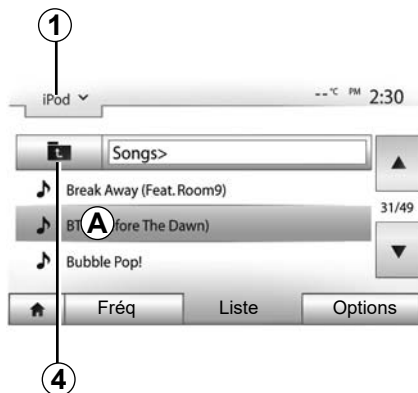 1
iPod --°C PM 2:30
Songs>
Break Away (Feat. Room9)
31/49
A fore The Dawn)
Bubble Pop!
Fréq Liste Options
4